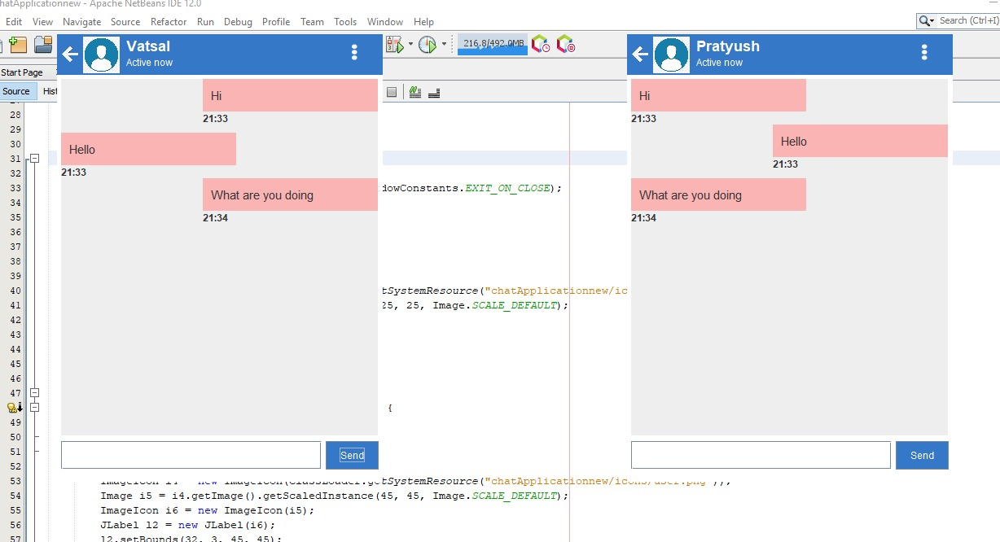 hatApplicationnew - Apache NetBeans IDE 12.0
Edit View Navigate Source Refactor Run Debug Profile Team Tools Window Help
Search (Ctrl+I)
216.8/492.0MB
Start Page
Source Hist
Vatsal
Active now
Hi
21:33
Hello
21:33
What are you doing
21:34
Send
Pratyush
Active now
Hi
21:33
Hello
21:33
What are you doing
21:34
Send
28
29
30
31
32
33 dowConstants.EXIT_ON_CLOSE);
34
35
36
37
38
39
40 tSystemResource("chatApplicationnew/ic
41 25, 25, Image.SCALE_DEFAULT);
42
43
44
45
46
47
{
49
50
51
52
53 ImageIcon i4 = new ImageIcon(ClassLoader.getSystemResource("chatApplicationnew/icons/user.png"));
54 Image i5 = i4.getImage().getScaledInstance(45, 45, Image.SCALE_DEFAULT);
55 ImageIcon i6 = new ImageIcon(i5);
56 JLabel l2 = new JLabel(i6);
57 l2.setBounds(32, 3, 45, 45);